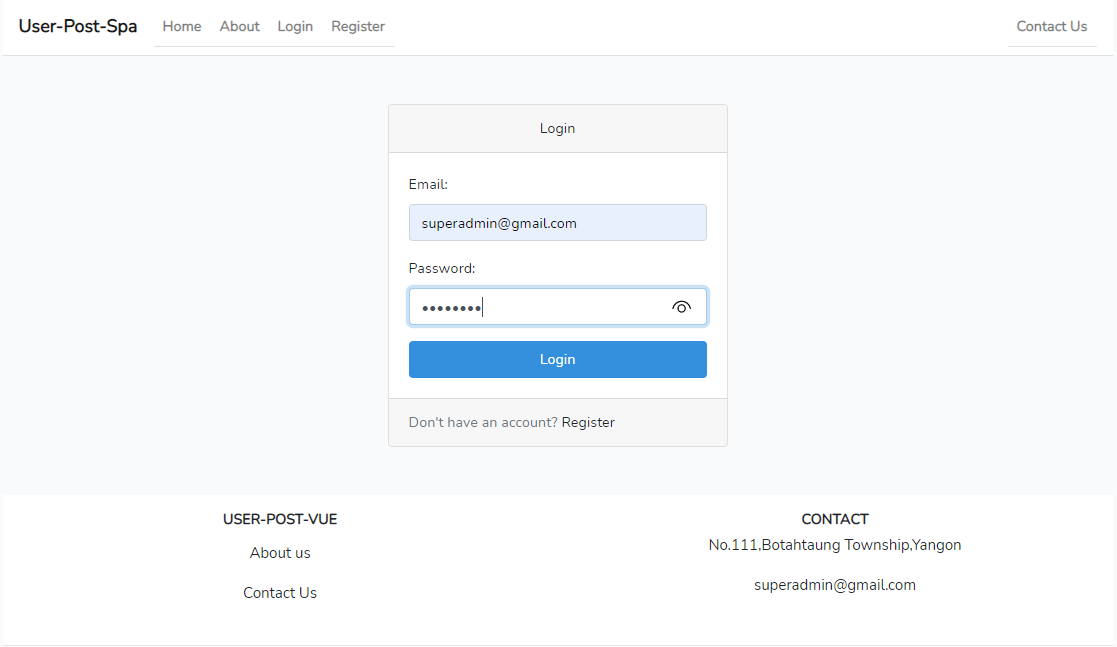 User-Post-Spa Home About Login Register Contact Us
Login
Email:
superadmin@gmail.com
Password:
••••••••
Login
Don't have an account? Register
USER-POST-VUE
About us
Contact Us
CONTACT
No.111,Botahtaung Township,Yangon
superadmin@gmail.com